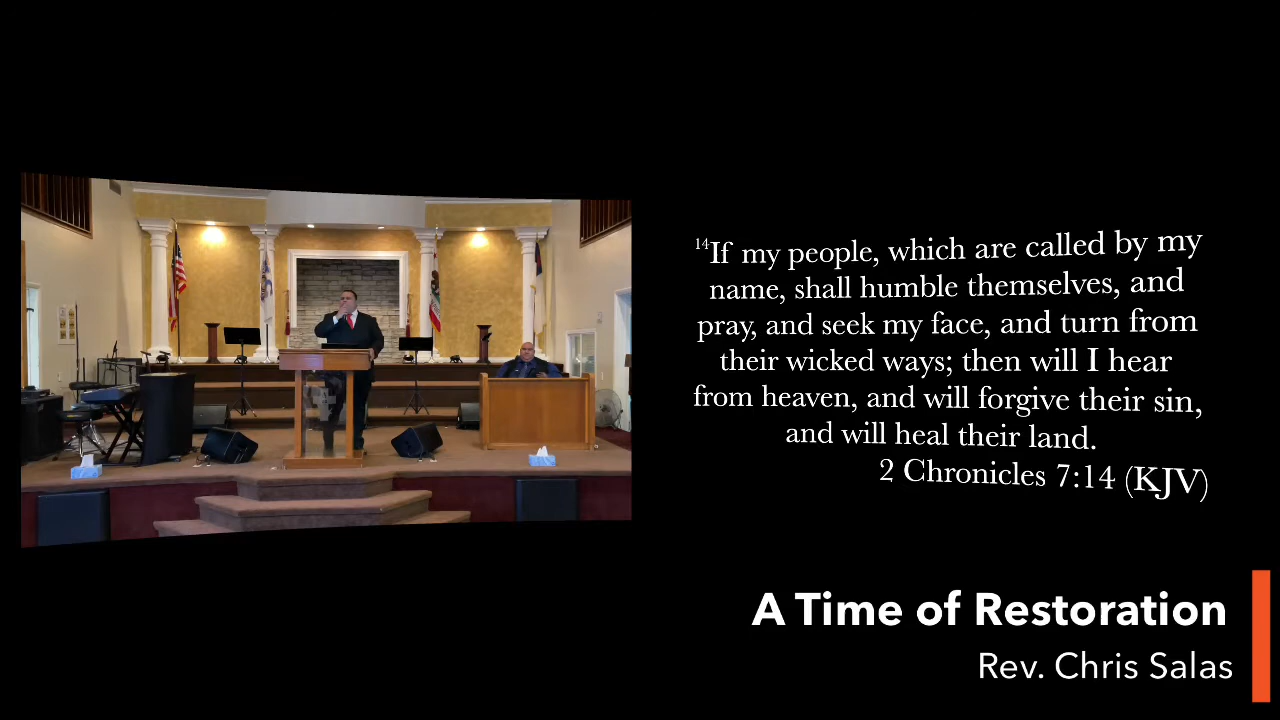 ¹⁴If my people, which are called by my
name, shall humble themselves, and
pray, and seek my face, and turn from
their wicked ways; then will I hear
from heaven, and will forgive their sin,
and will heal their land.
2 Chronicles 7:14 (KJV)
A Time of Restoration
Rev. Chris Salas